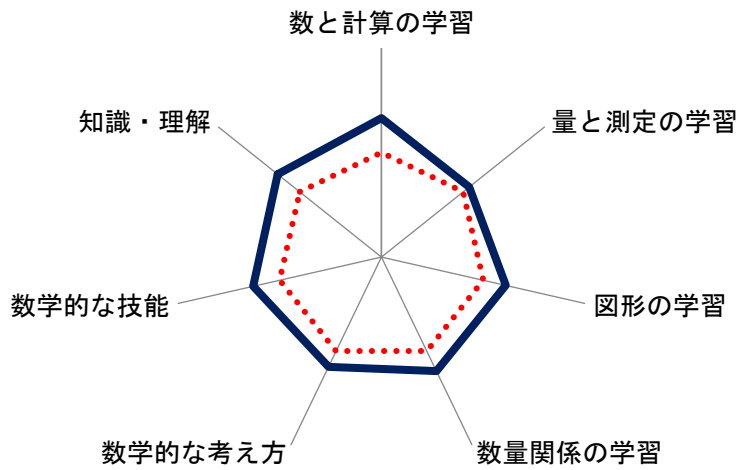 数と計算の学習
知識・理解
量と測定の学習
数学的な技能
図形の学習
数学的な考え方
数量関係の学習